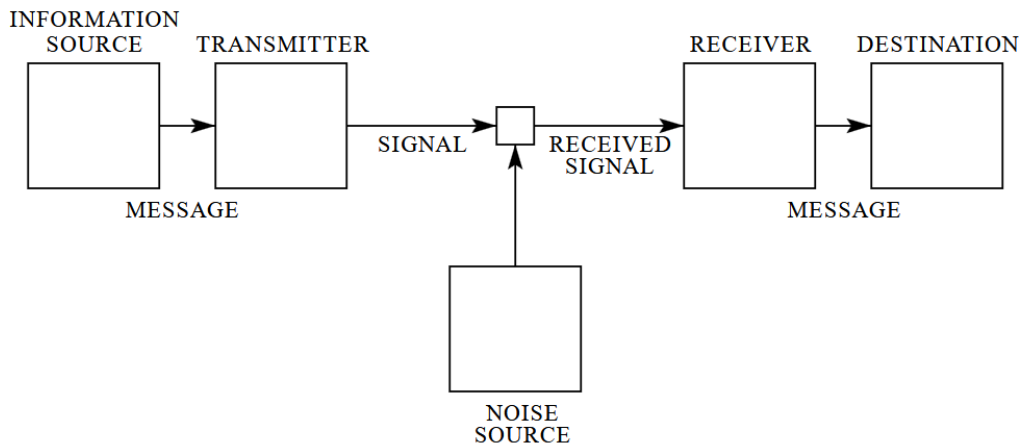 INFORMATION
SOURCE
TRANSMITTER
RECEIVER
DESTINATION
SIGNAL
RECEIVED
SIGNAL
MESSAGE
MESSAGE
NOISE
SOURCE